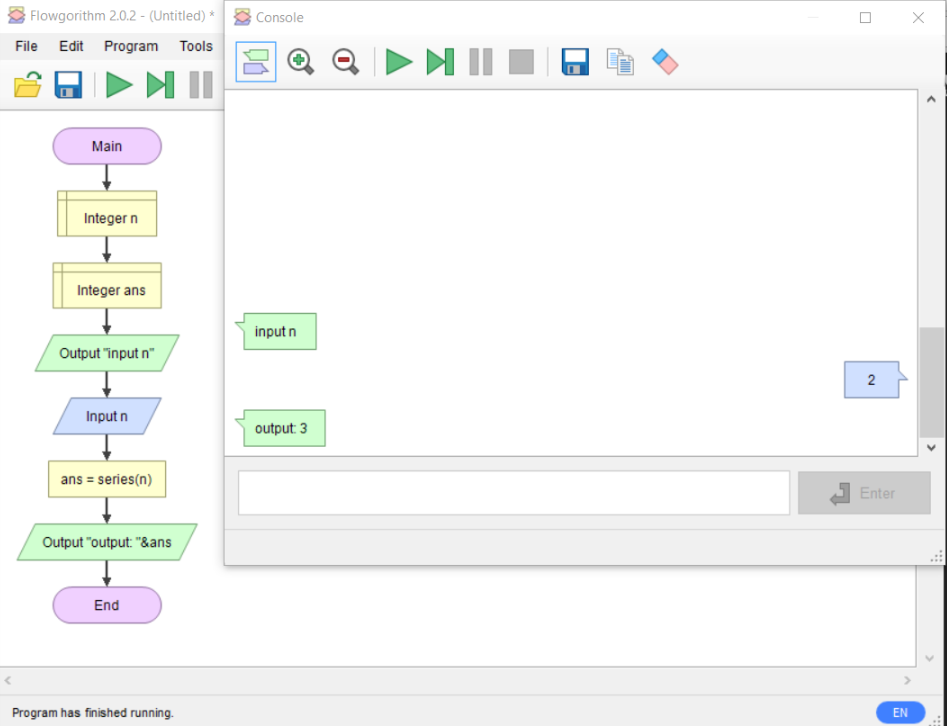 Flowgorithm 2.0.2 - (Untitled) *
File Edit Program Tools
Main
Integer n
Integer ans
Output "input n"
Input n
ans = series(n)
Output "output: "&ans
End
Console
input n
2
output: 3
Enter
Program has finished running.
EN